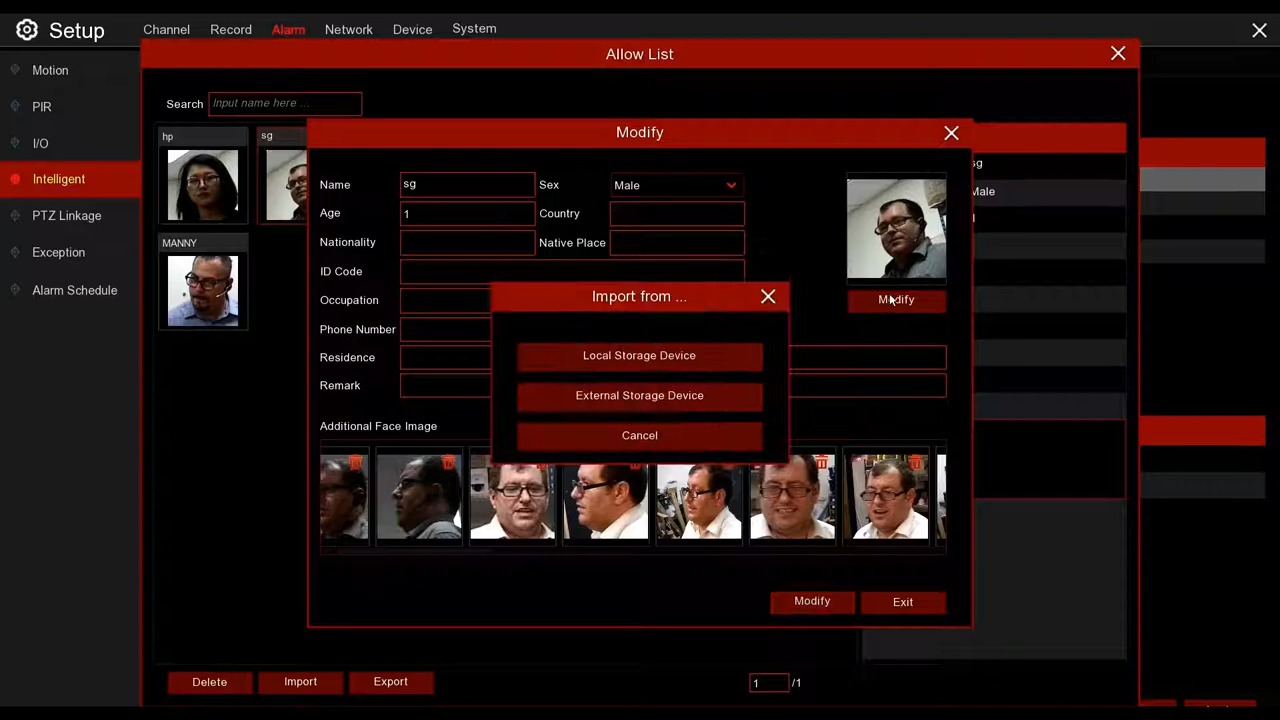 Setup
Channel Record Alarm Network Device System
Allow List
Motion
PIR
I/O
Intelligent
PTZ Linkage
Exception
Alarm Schedule
Search Input name here ...
hp
sg
MANNY
Modify
Name sg Sex Male
Age 1 Country
Nationality Native Place
ID Code
Occupation
Phone Number
Residence
Remark
Modify
sg
Male
Import from ...
Local Storage Device
External Storage Device
Cancel
Additional Face Image
Modify Exit
Delete Import Export 1 /1